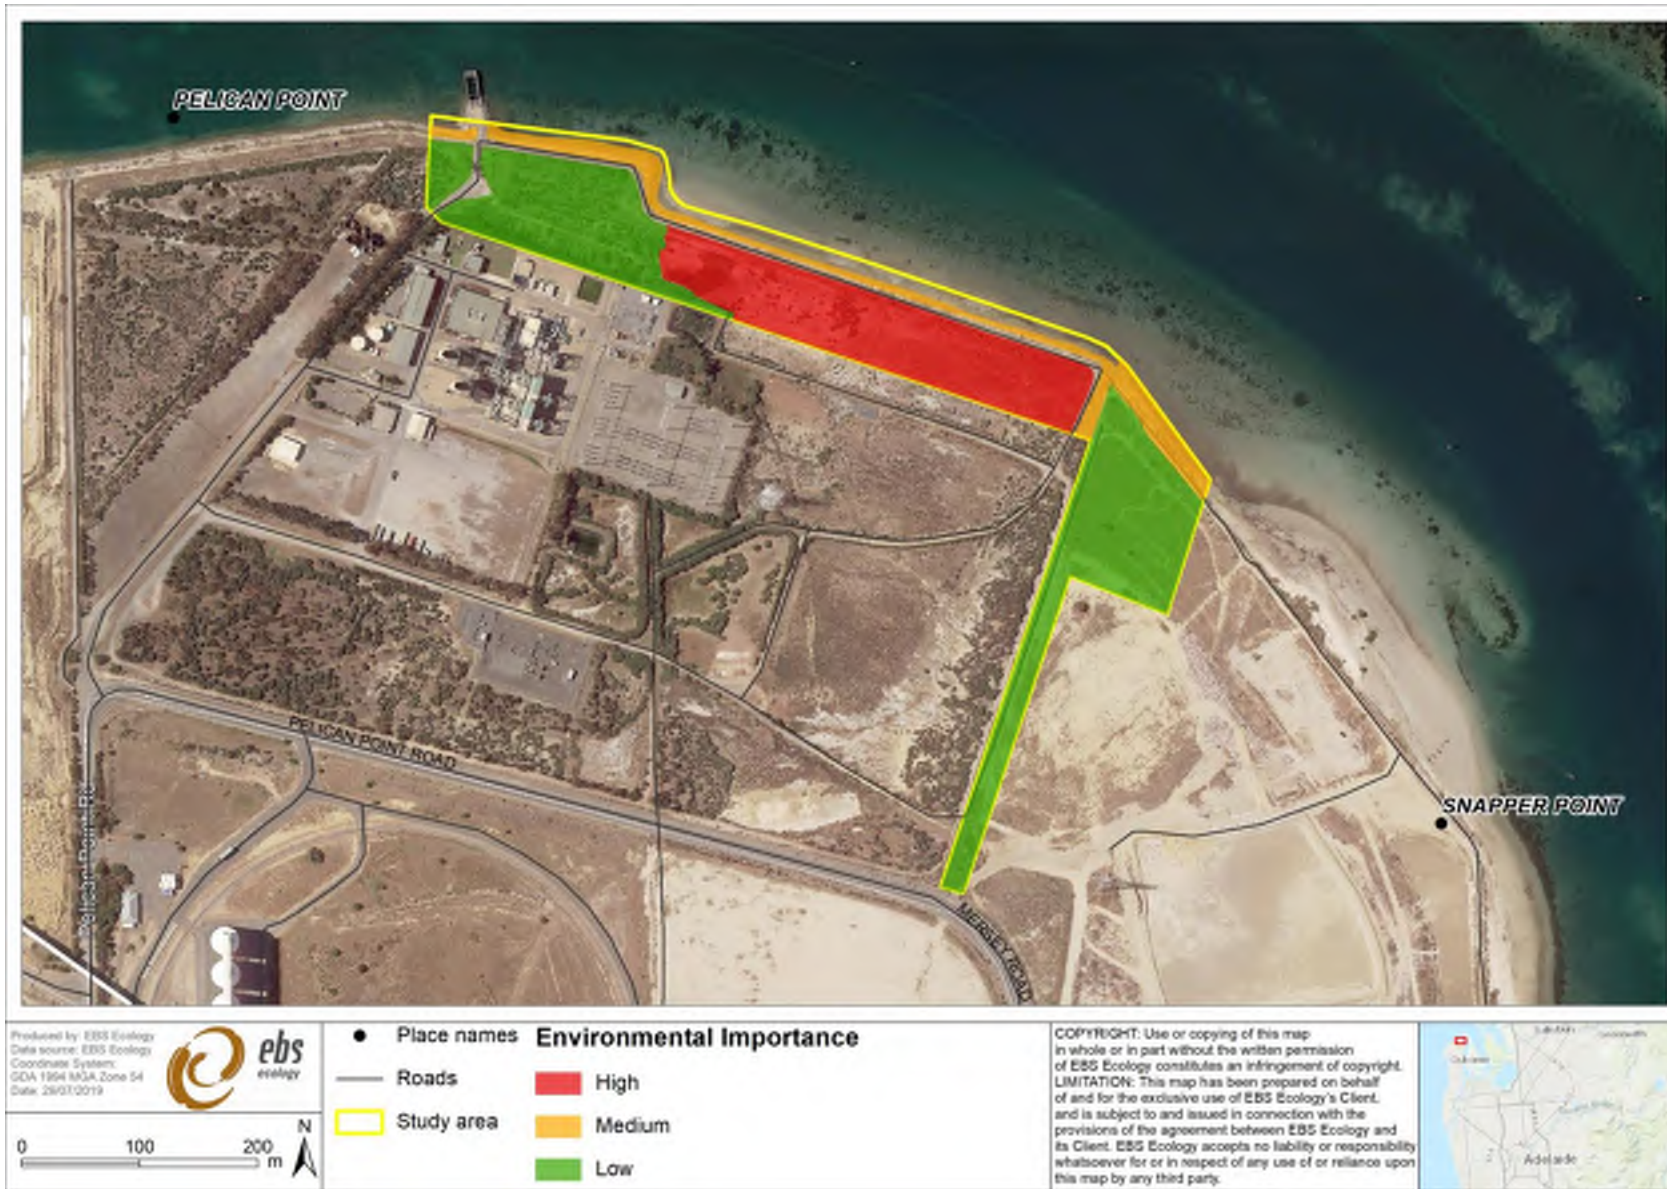 PELICAN POINT
SNAPPER POINT
PELICAN POINT ROAD
Pelican Point Rd
MERSEY ROAD
Produced by: EBS Ecology
Data source: EBS Ecology
Coordinate System:
GDA 1994 MGA Zone 54
Date: 29/07/2019
ebs
ecology
0 100 200
m
N
Place names
Roads
Study area
Environmental Importance
High
Medium
Low
COPYRIGHT: Use or copying of this map
in whole or in part without the written permission
of EBS Ecology constitutes an infringement of copyright.
LIMITATION: This map has been prepared on behalf
of and for the exclusive use of EBS Ecology's Client,
and is subject to and issued in connection with the
provisions of the agreement between EBS Ecology and
its Client. EBS Ecology accepts no liability or responsibility
whatsoever for or in respect of any use of or reliance upon
this map by any third party.
Adelaide